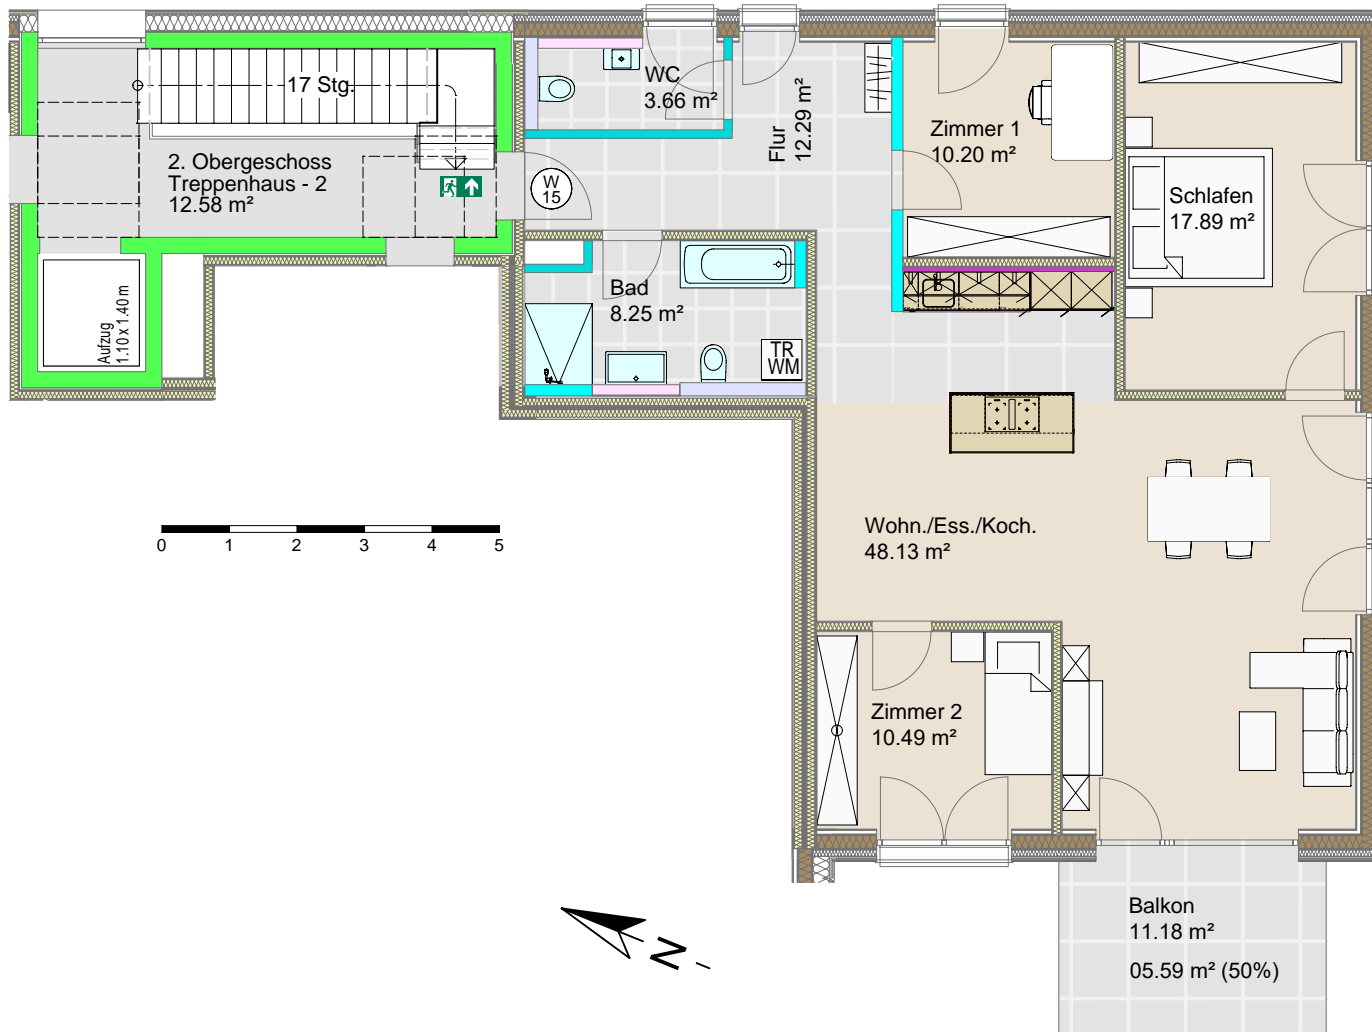 17 Stg.
2. Obergeschoss
Treppenhaus - 2
12.58 m²
Aufzug
1.10 x 1.40 m
WC
3.66 m²
Flur
12.29 m²
W
15
Zimmer 1
10.20 m²
Schlafen
17.89 m²
Bad
8.25 m²
TR
WM
Wohn./Ess./Koch.
48.13 m²
0 1 2 3 4 5
Zimmer 2
10.49 m²
Balkon
11.18 m²
05.59 m² (50%)
N